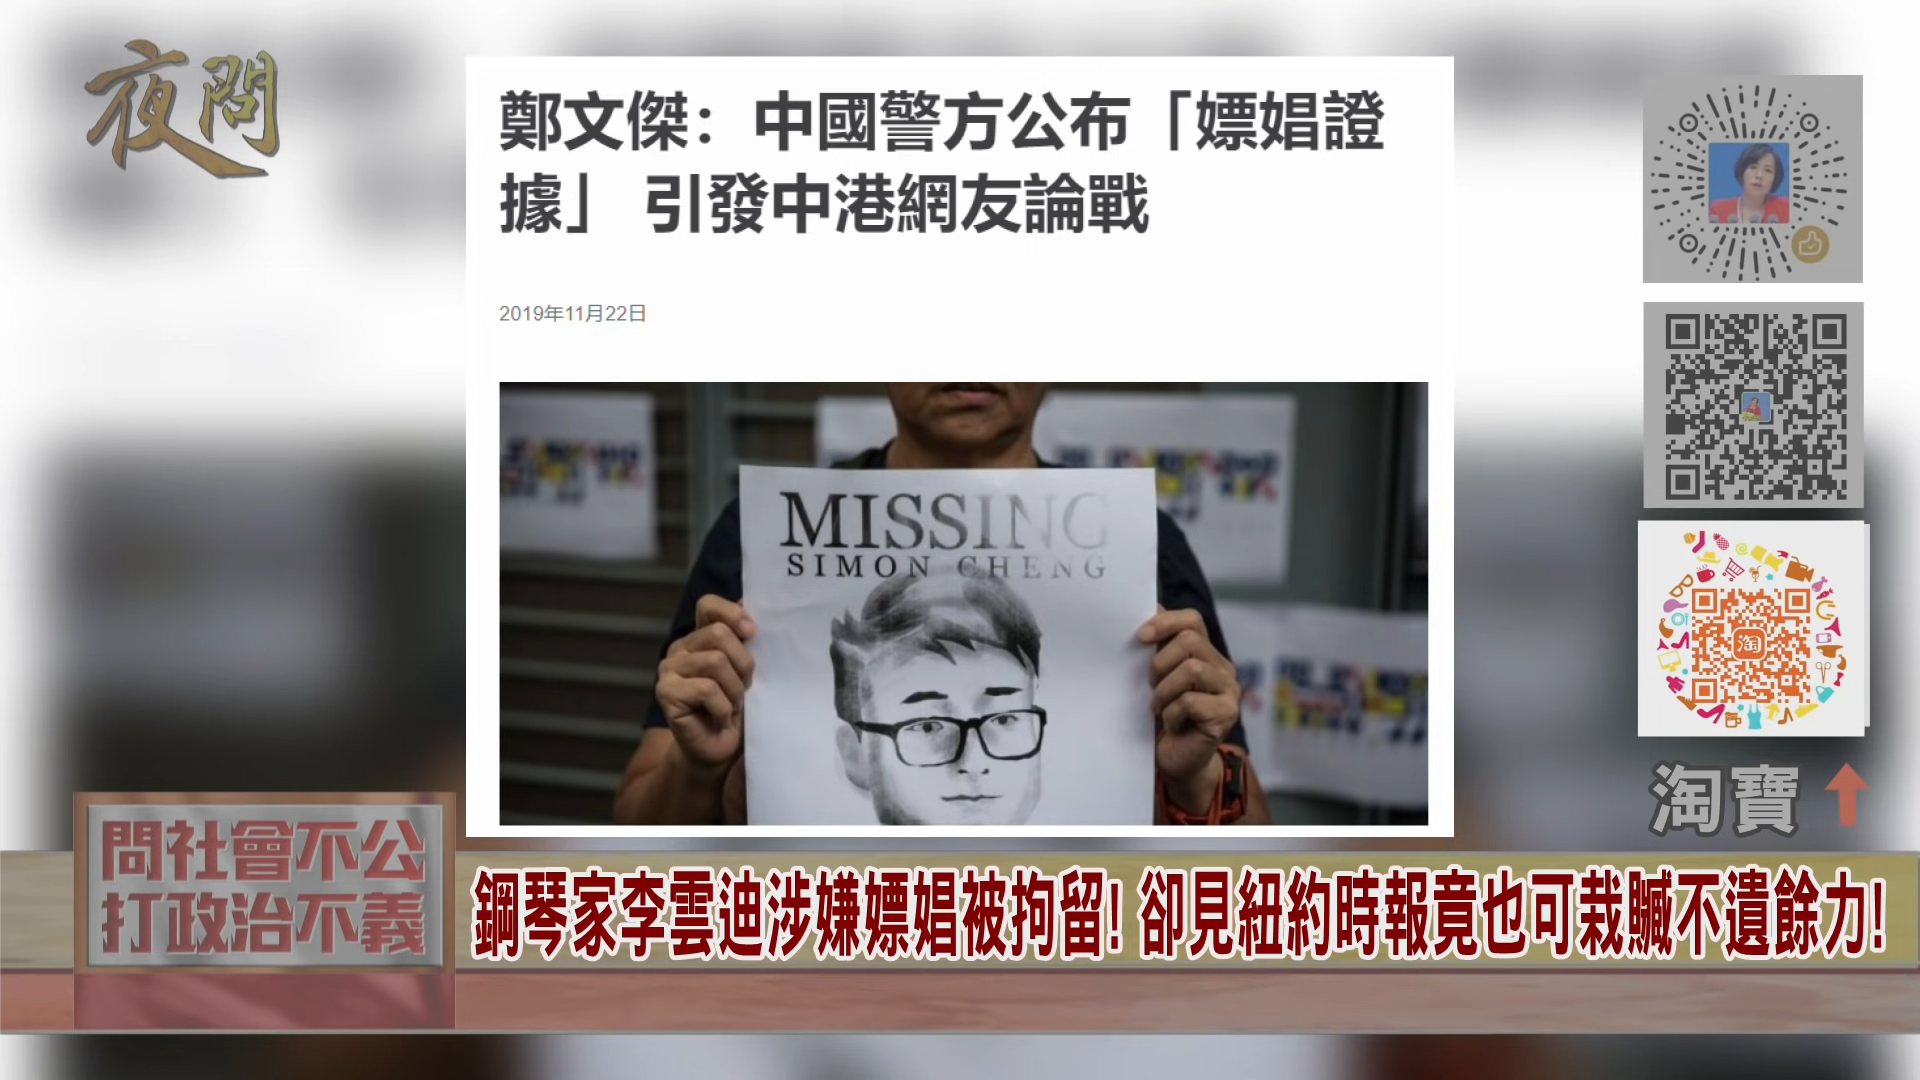 夜問
鄭文傑：中國警方公布「嫖娼證
據」 引發中港網友論戰
2019年11月22日
MISSING
SIMON CHENG
淘
淘寶
問社會不公
打政治不義
鋼琴家李雲迪涉嫌嫖娼被拘留! 卻見紐約時報竟也可栽贓不遺餘力!